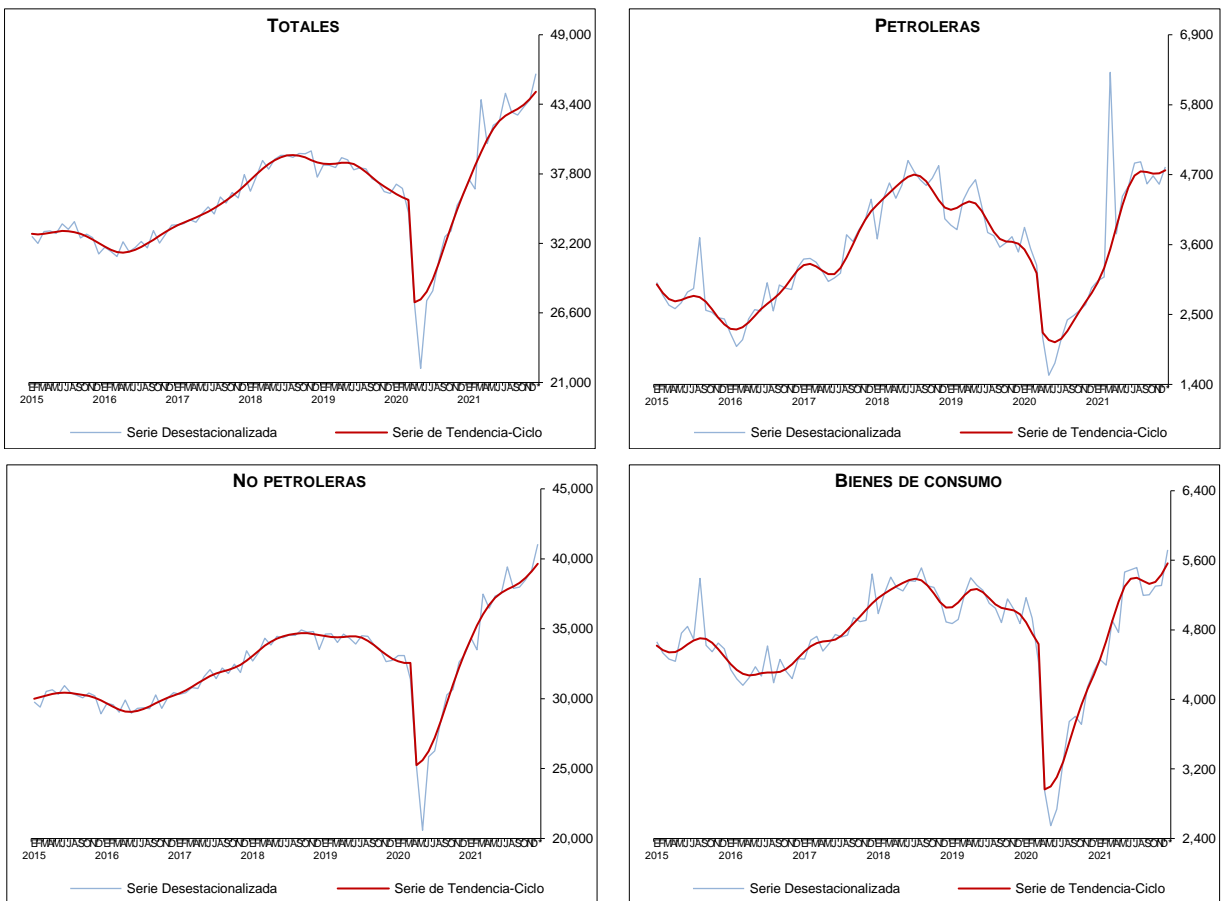 TOTALES
49,000
43,400
37,800
32,200
26,600
21,000
EFMAMJJASONDEFMAMJJASONDEFMAMJJASONDEFMAMJJASONDEFMAMJJASONDEFMAMJJASONDEFMAMJJASOND
2015 2016 2017 2018 2019 2020 2021
Serie Desestacionalizada Serie de Tendencia-Ciclo
PETROLERAS
6,900
5,800
4,700
3,600
2,500
1,400
EFMAMJJASONDEFMAMJJASONDEFMAMJJASONDEFMAMJJASONDEFMAMJJASONDEFMAMJJASONDEFMAMJJASOND
2015 2016 2017 2018 2019 2020 2021
Serie Desestacionalizada Serie de Tendencia-Ciclo
NO PETROLERAS
45,000
40,000
35,000
30,000
25,000
20,000
EFMAMJJASONDEFMAMJJASONDEFMAMJJASONDEFMAMJJASONDEFMAMJJASONDEFMAMJJASONDEFMAMJJASOND
2015 2016 2017 2018 2019 2020 2021
Serie Desestacionalizada Serie de Tendencia-Ciclo
BIENES DE CONSUMO
6,400
5,600
4,800
4,000
3,200
2,400
EFMAMJJASONDEFMAMJJASONDEFMAMJJASONDEFMAMJJASONDEFMAMJJASONDEFMAMJJASONDEFMAMJJASOND
2015 2016 2017 2018 2019 2020 2021
Serie Desestacionalizada Serie de Tendencia-Ciclo